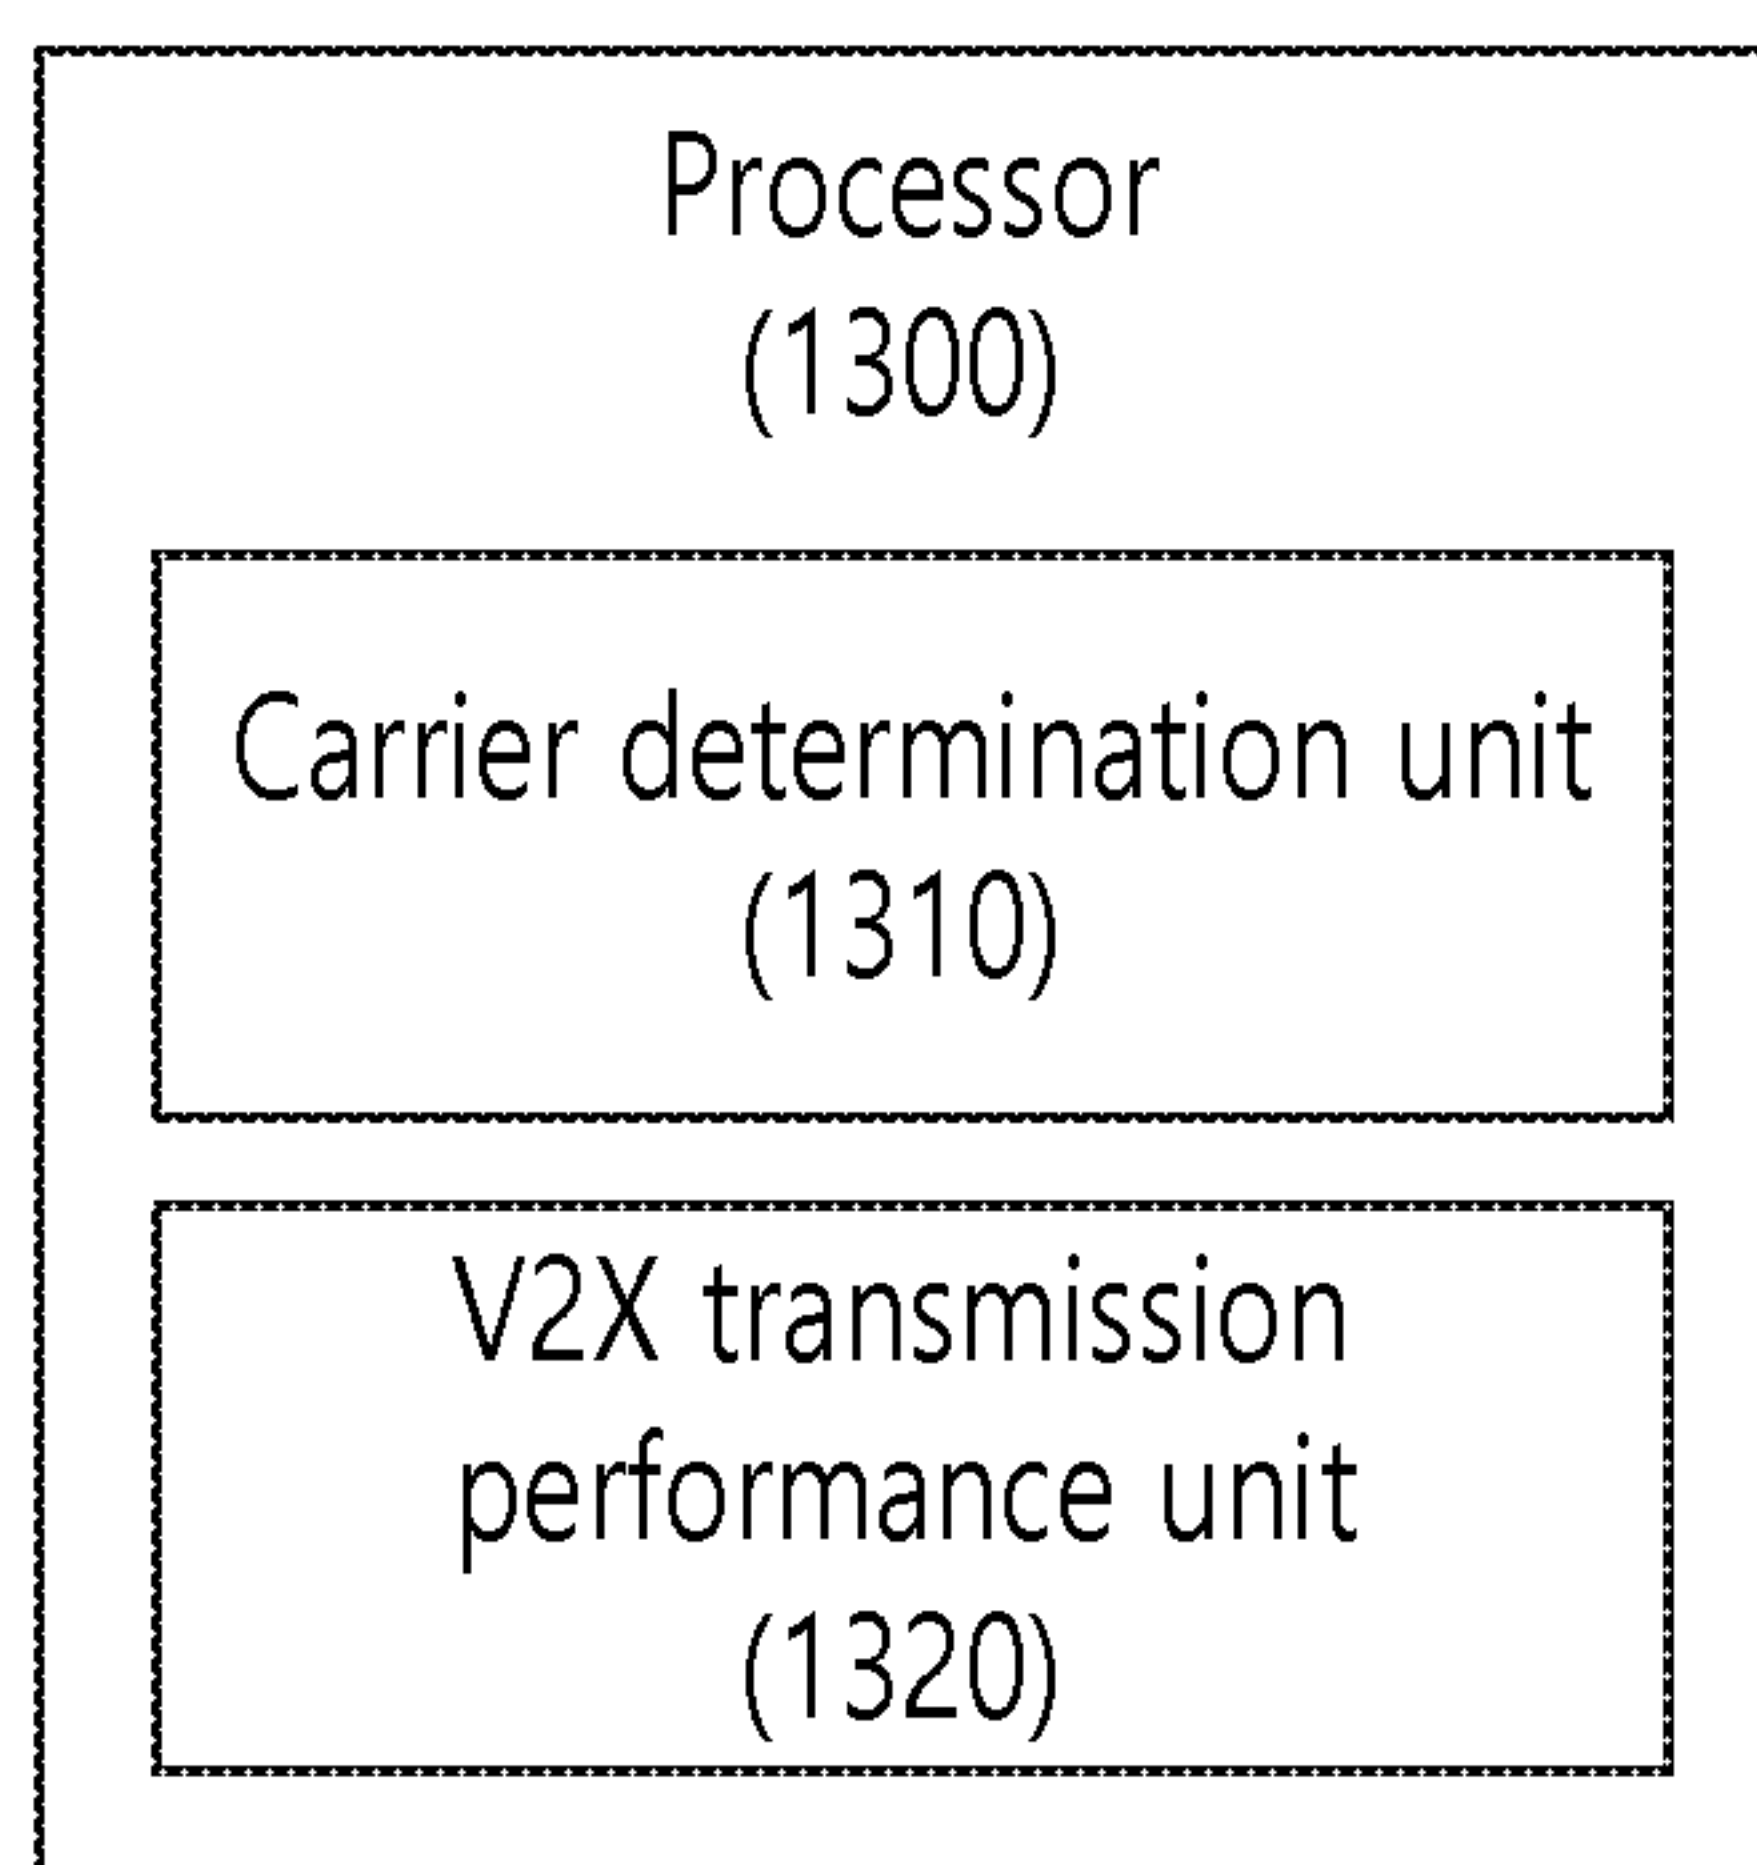 Processor
(1300)
Carrier determination unit
(1310)
V2X transmission
performance unit
(1320)